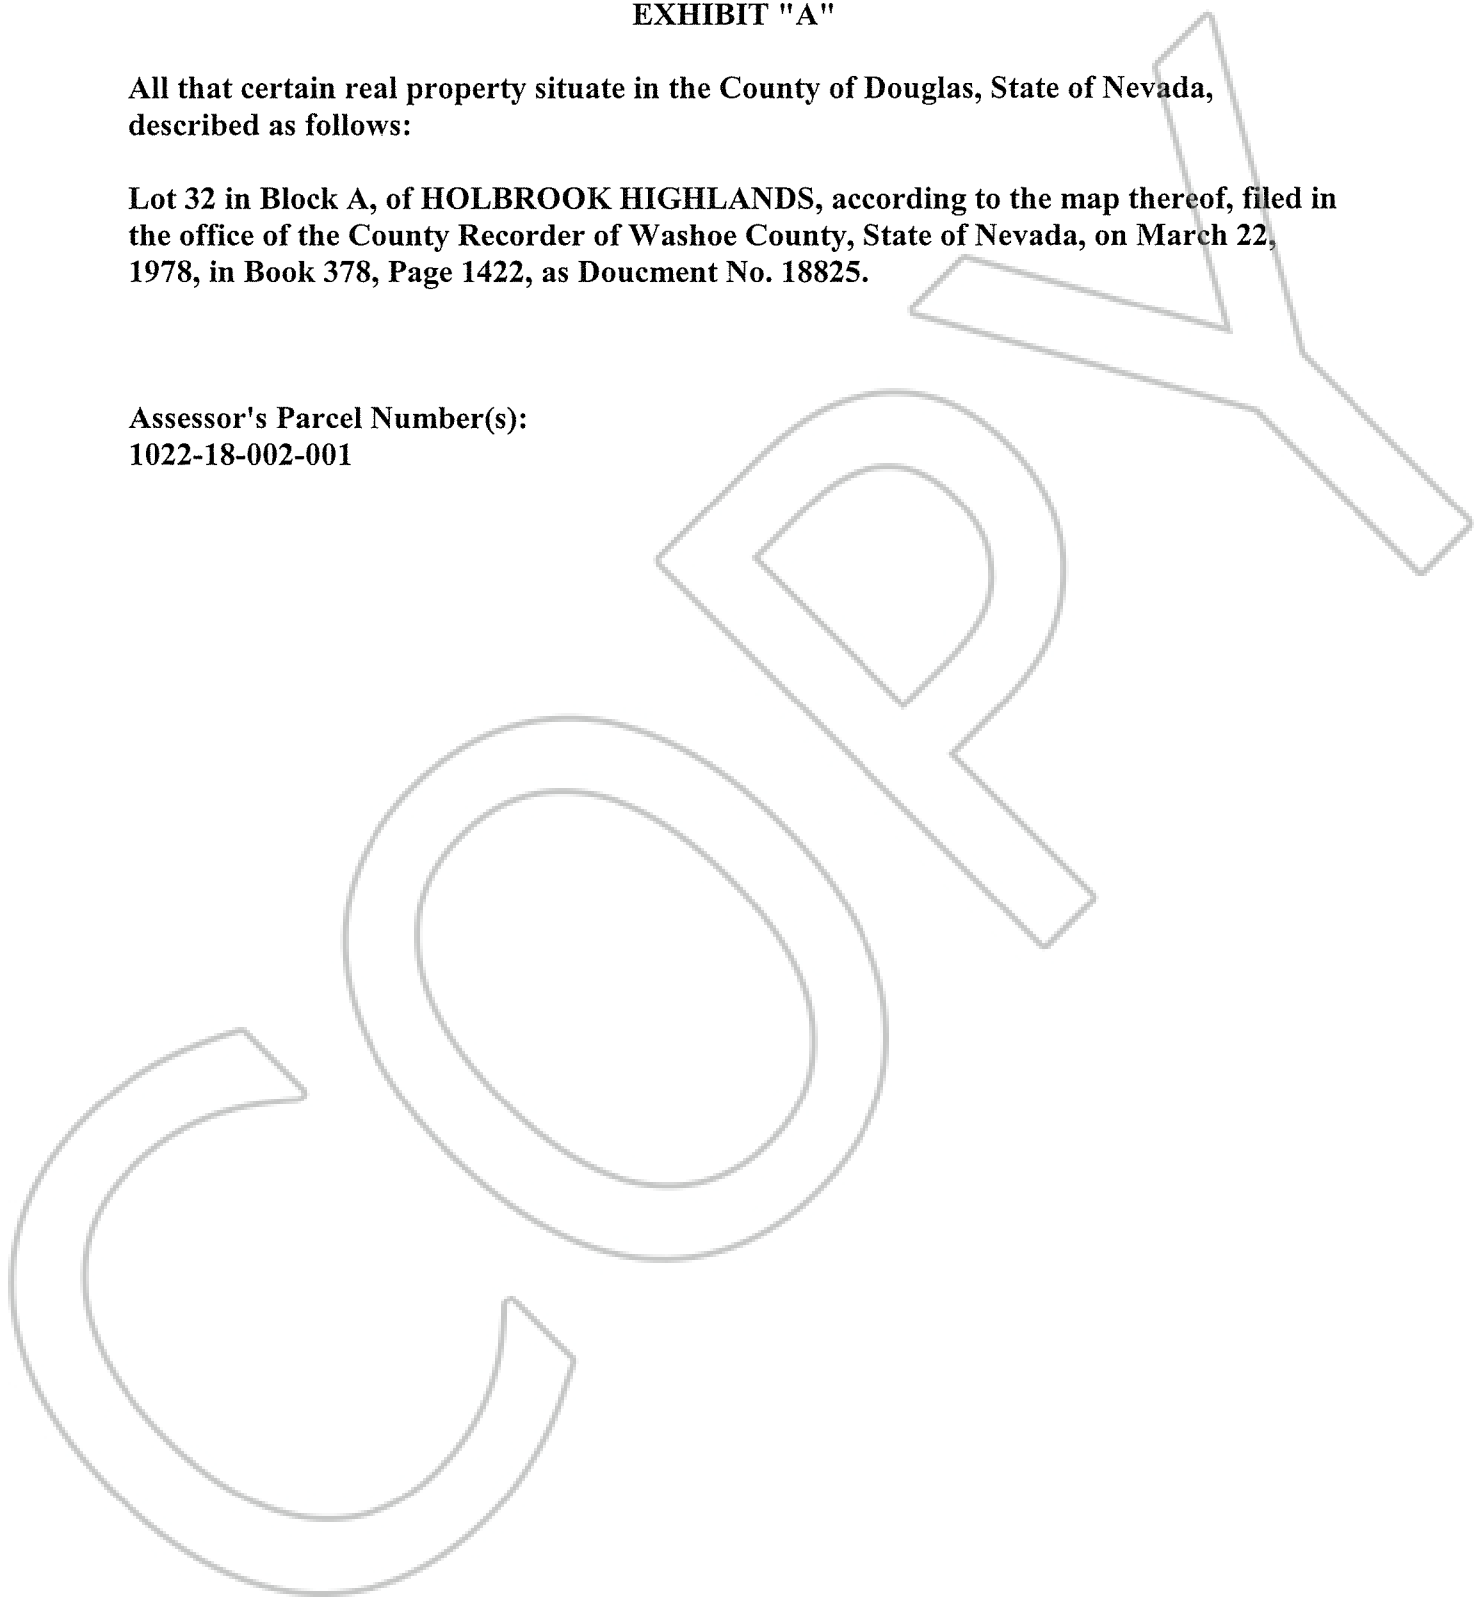 EXHIBIT "A"
All that certain real property situate in the County of Douglas, State of Nevada,
described as follows:
Lot 32 in Block A, of HOLBROOK HIGHLANDS, according to the map thereof, filed in
the office of the County Recorder of Washoe County, State of Nevada, on March 22,
1978, in Book 378, Page 1422, as Doucment No. 18825.
Assessor's Parcel Number(s):
1022-18-002-001
COPY